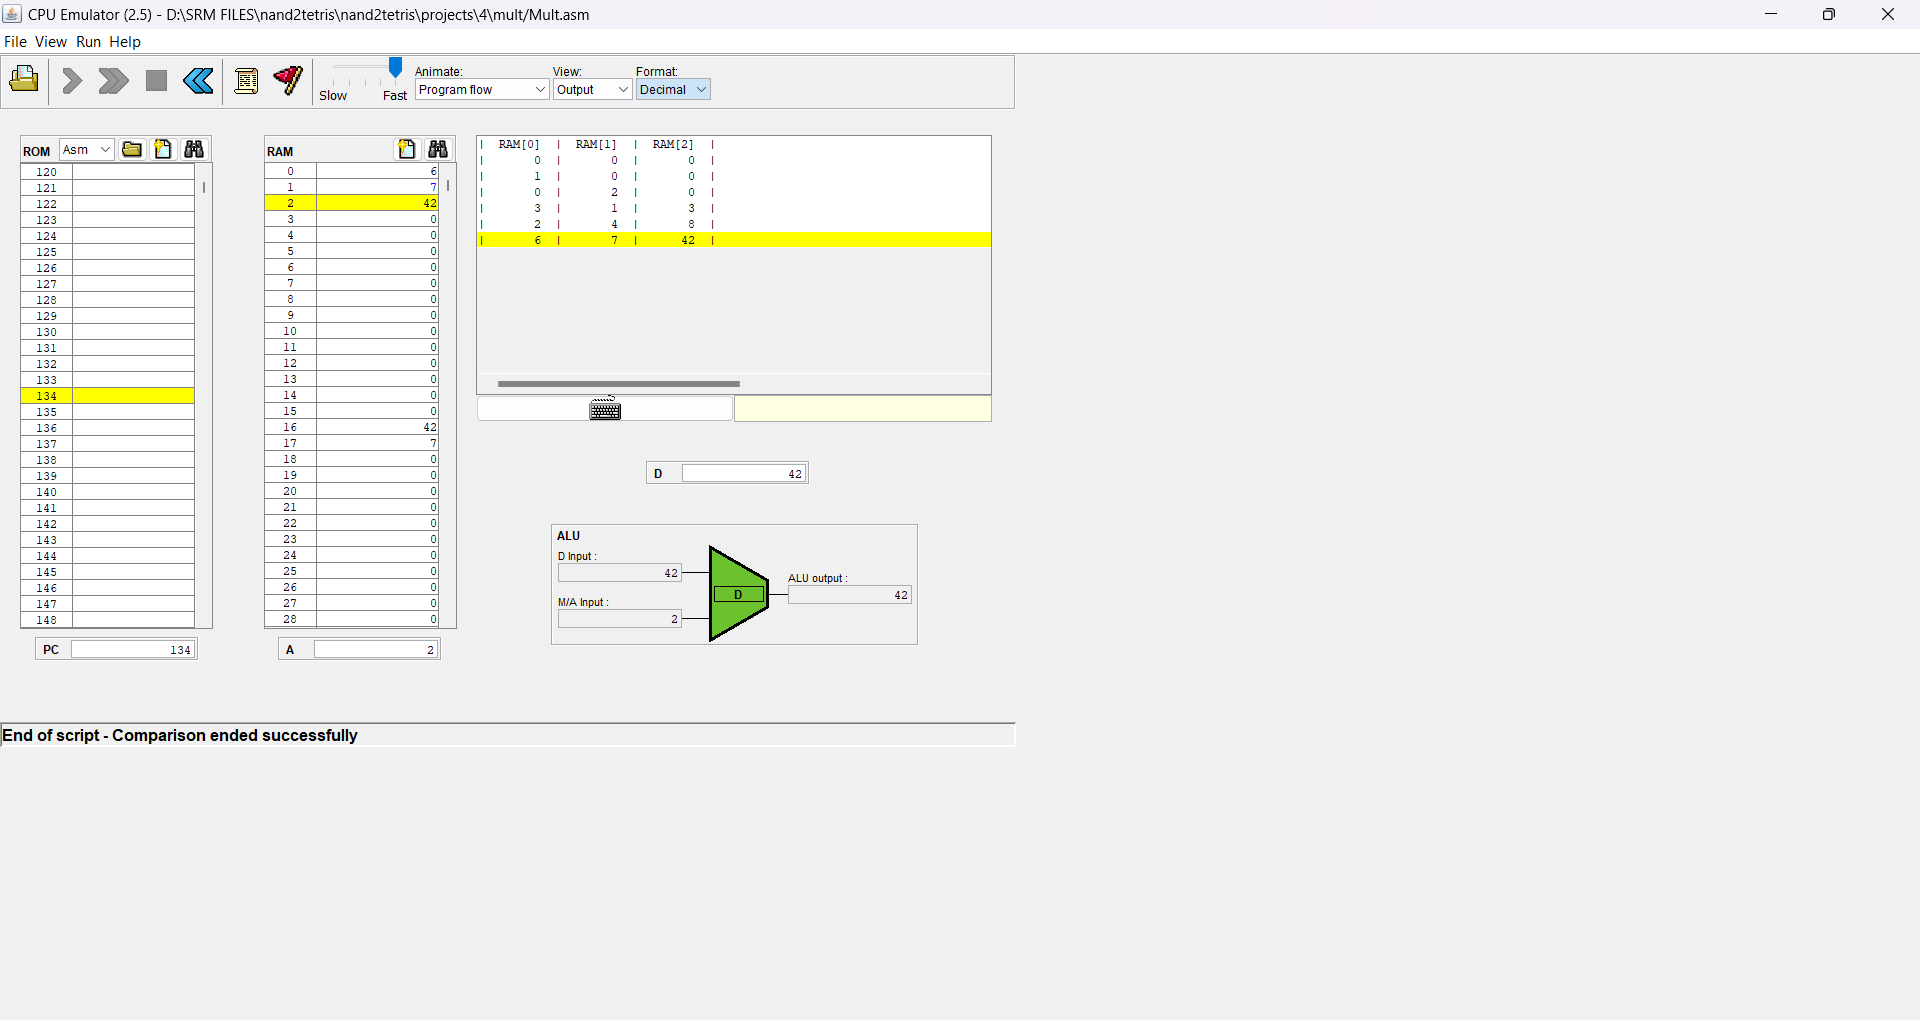 CPU Emulator (2.5) - D:\SRM FILES\nand2tetris\nand2tetris\projects\4\mult/Mult.asm
File View Run Help
Slow Fast
Animate:
Program flow
View:
Output
Format:
Decimal
ROM Asm
120
121
122
123
124
125
126
127
128
129
130
131
132
133
134
135
136
137
138
139
140
141
142
143
144
145
146
147
148
PC 134
RAM
0 6
1 7
2 42
3 0
4 0
5 0
6 0
7 0
8 0
9 0
10 0
11 0
12 0
13 0
14 0
15 0
16 42
17 7
18 0
19 0
20 0
21 0
22 0
23 0
24 0
25 0
26 0
27 0
28 0
A 2
| RAM[0] | RAM[1] | RAM[2] |
| 0 | 0 | 0 |
| 1 | 0 | 0 |
| 0 | 2 | 0 |
| 3 | 1 | 3 |
| 2 | 4 | 8 |
| 6 | 7 | 42 |
D 42
ALU
D Input :
42
M/A Input :
2
D
ALU output :
42
End of script - Comparison ended successfully